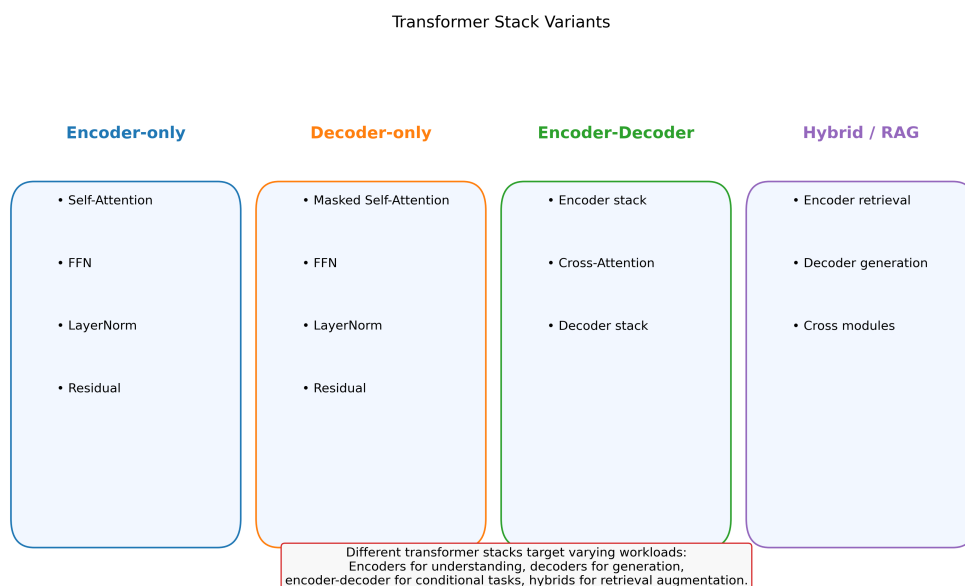 Transformer Stack Variants
Encoder-only
• Self-Attention
• FFN
• LayerNorm
• Residual
Decoder-only
• Masked Self-Attention
• FFN
• LayerNorm
• Residual
Encoder-Decoder
• Encoder stack
• Cross-Attention
• Decoder stack
Hybrid / RAG
• Encoder retrieval
• Decoder generation
• Cross modules
Different transformer stacks target varying workloads:
Encoders for understanding, decoders for generation,
encoder-decoder for conditional tasks, hybrids for retrieval augmentation.